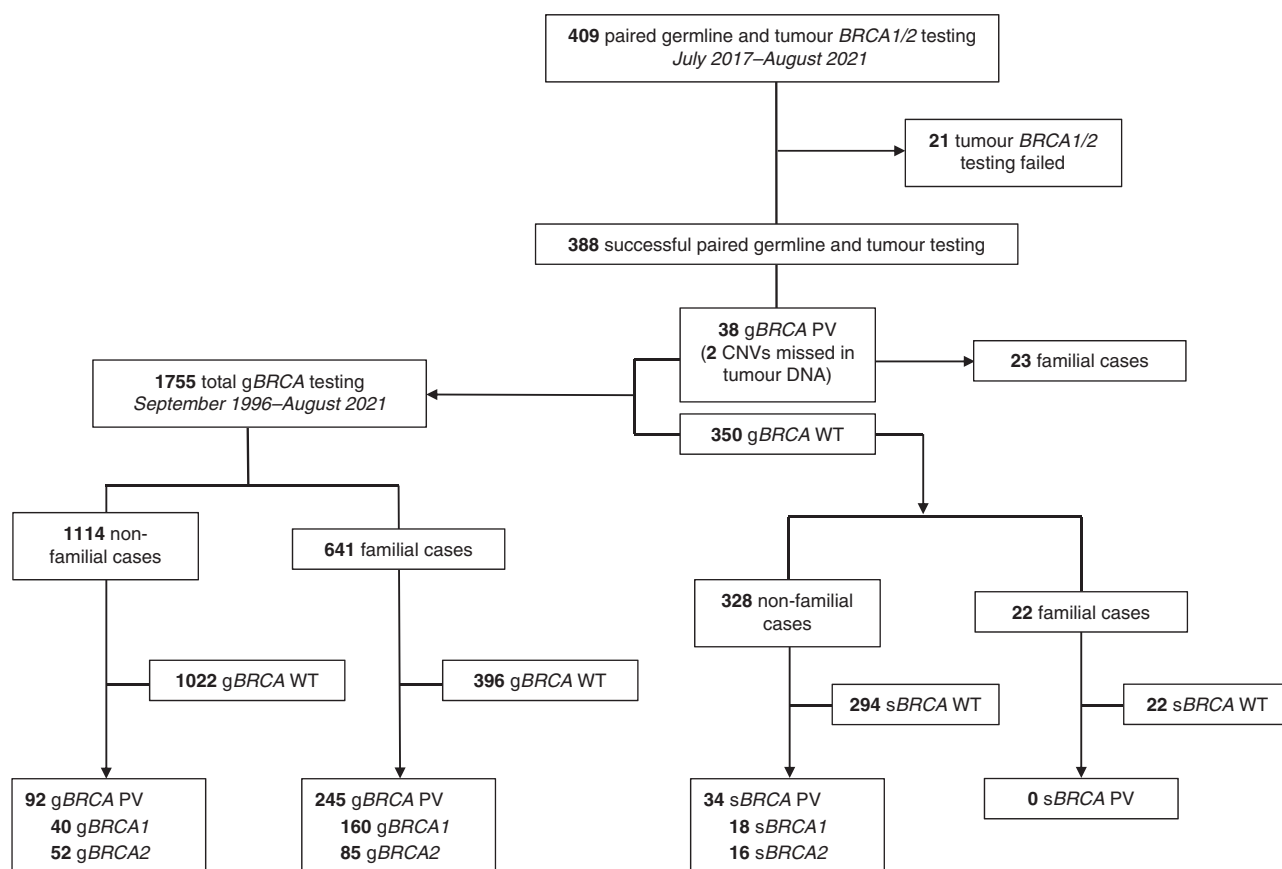 409 paired germline and tumour BRCA1/2 testing
July 2017–August 2021
21 tumour BRCA1/2
testing failed
388 successful paired germline and tumour testing
38 gBRCA PV
(2 CNVs missed in
tumour DNA)
23 familial cases
1755 total gBRCA testing
September 1996–August 2021
350 gBRCA WT
1114 non-
familial cases
641 familial cases
328 non-familial
cases
22 familial cases
1022 gBRCA WT
396 gBRCA WT
294 sBRCA WT
22 sBRCA WT
92 gBRCA PV
40 gBRCA1
52 gBRCA2
245 gBRCA PV
160 gBRCA1
85 gBRCA2
34 sBRCA PV
18 sBRCA1
16 sBRCA2
0 sBRCA PV